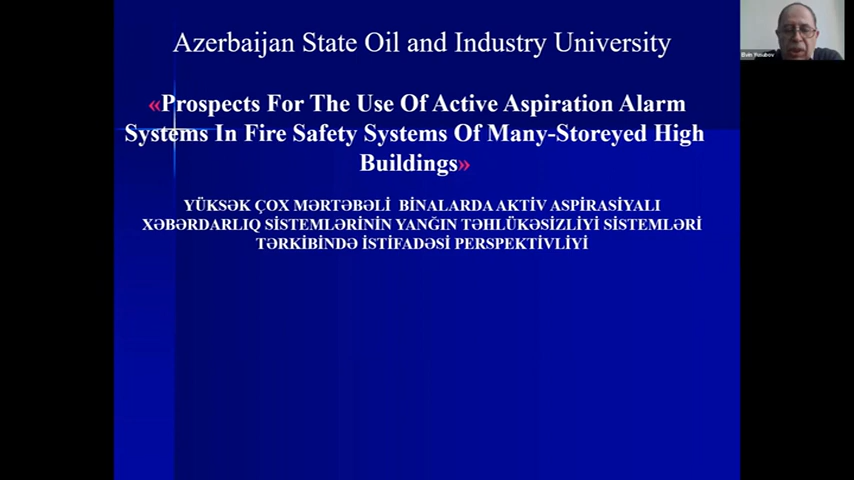 Azerbaijan State Oil and Industry University
«Prospects For The Use Of Active Aspiration Alarm
Systems In Fire Safety Systems Of Many-Storeyed High
Buildings»
YÜKSƏK ÇOX MƏRTƏBƏLİ BİNALARDA AKTİV ASPİRASİYALI
XƏBƏRDARLIQ SİSTEMLƏRİNİN YANĞIN TƏHLÜKƏSİZLİYİ SİSTEMLƏRİ
TƏRKİBİNDƏ İSTİFADƏSİ PERSPEKTİVLİYİ